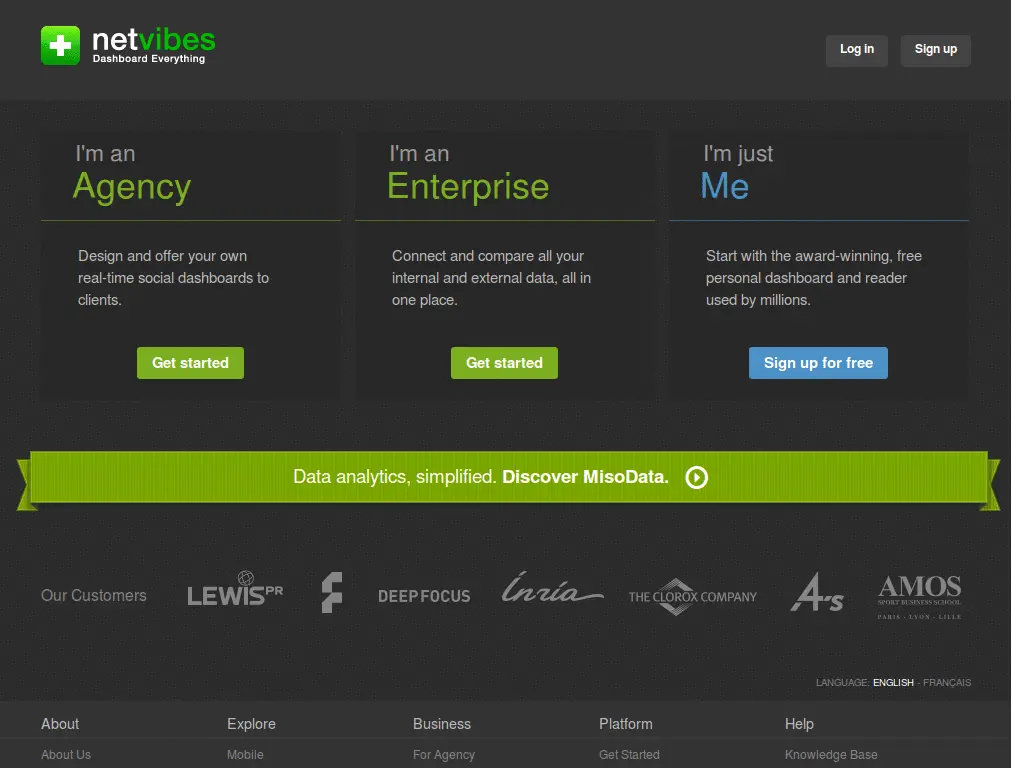 netvibes
Dashboard Everything
Log in
Sign up
I'm an
Agency
Design and offer your own
real-time social dashboards to
clients.
Get started
I'm an
Enterprise
Connect and compare all your
internal and external data, all in
one place.
Get started
I'm just
Me
Start with the award-winning, free
personal dashboard and reader
used by millions.
Sign up for free
Data analytics, simplified. Discover MisoData.
Our Customers
LEWIS PR
DEEP FOCUS
Inria
THE CLOROX COMPANY
A's
AMOS
SPORT BUSINESS SCHOOL
PARIS - LYON - LILLE
LANGUAGE: ENGLISH - FRANÇAIS
About
Explore
Business
Platform
Help
About Us
Mobile
For Agency
Get Started
Knowledge Base